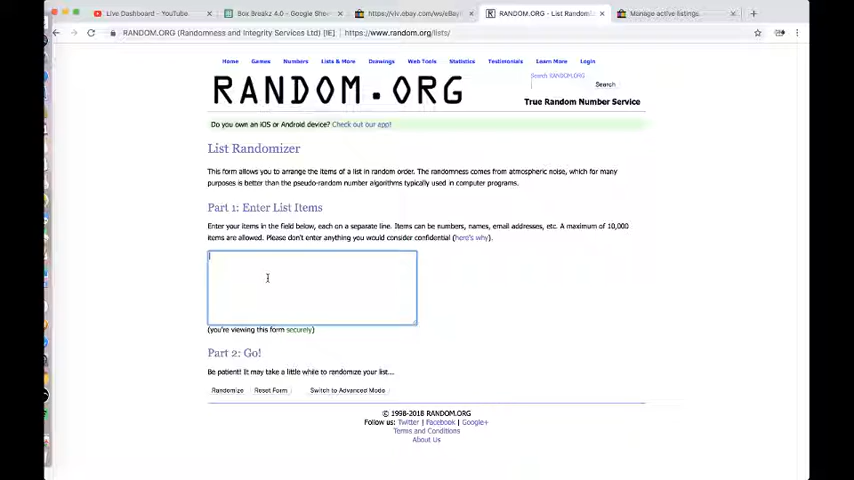 Live Dashboard - YouTube
Box Breakz 4.0 - Google She
https://viv.ebay.com/ws/eBay
RANDOM.ORG - List Random
Manage active listings
RANDOM.ORG (Randomness and Integrity Services Ltd) [IE]
https://www.random.org/lists/
Home Games Numbers Lists & More Drawings Web Tools Statistics Testimonials Learn More Login
RANDOM.ORG
Search RANDOM.ORG
Search
True Random Number Service
Do you own an iOS or Android device? Check out our app!
List Randomizer
This form allows you to arrange the items of a list in random order. The randomness comes from atmospheric noise, which for many
purposes is better than the pseudo-random number algorithms typically used in computer programs.
Part 1: Enter List Items
Enter your items in the field below, each on a separate line. Items can be numbers, names, email addresses, etc. A maximum of 10,000
items are allowed. Please don't enter anything you would consider confidential (here's why).
(you're viewing this form securely)
Part 2: Go!
Be patient! It may take a little while to randomize your list...
Randomize Reset Form Switch to Advanced Mode
© 1998-2018 RANDOM.ORG
Follow us: Twitter | Facebook | Google+
Terms and Conditions
About Us